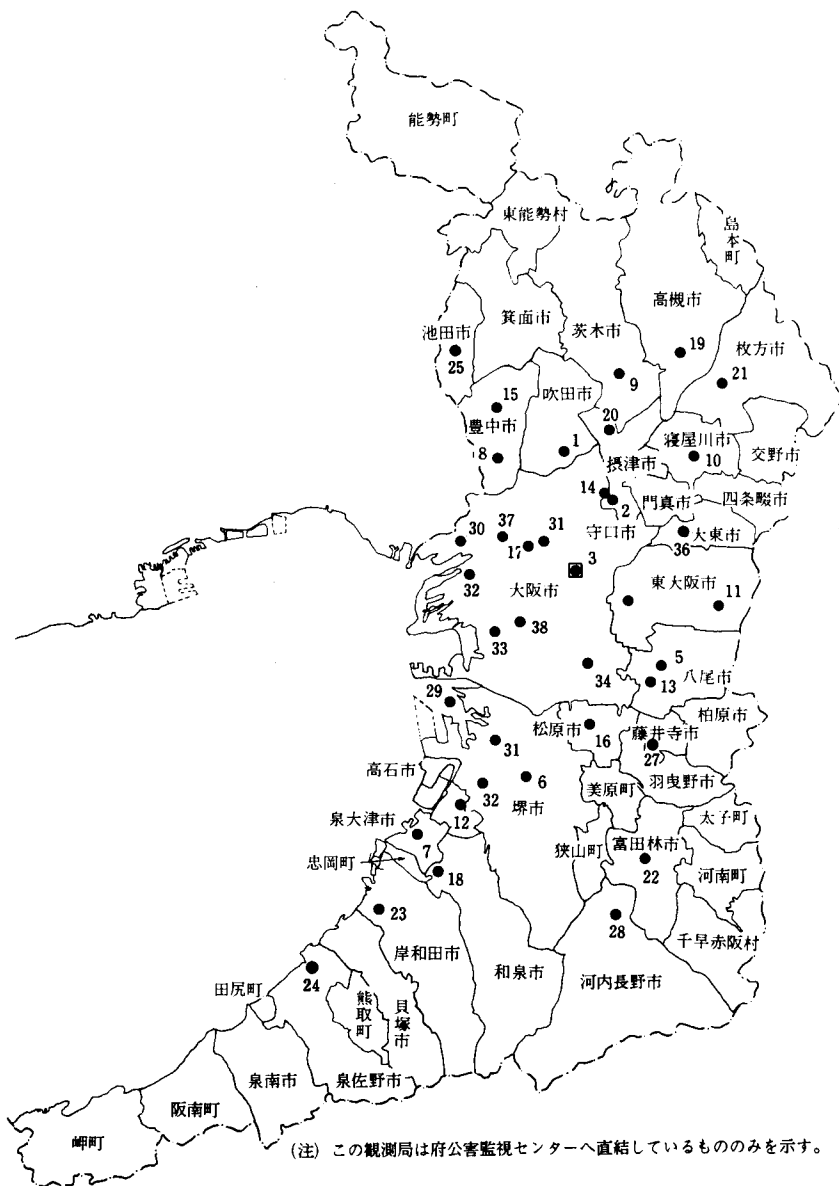 能勢町
東能勢村
島本町
高槻市
箕面市
茨木市
池田市
枚方市
19
25
9
21
15
吹田市
豊中市
20
1
寝屋川市
8
摂津市
10
交野市
14
2
門真市
四条畷市
守口市
大東市
30
37
31
17
36
3
32
大阪市
東大阪市
11
38
33
5
34
13
八尾市
29
柏原市
松原市
藤井寺市
31
16
27
高石市
6
羽曳野市
32
堺市
美原町
12
泉大津市
太子町
7
狭山町
富田林市
忠岡町
22
河南町
18
23
28
千早赤阪村
岸和田市
和泉市
河内長野市
24
田尻町
熊取町
貝塚市
泉南市
泉佐野市
阪南町
岬町
(注) この観測局は府公害監視センターへ直結しているもののみを示す。